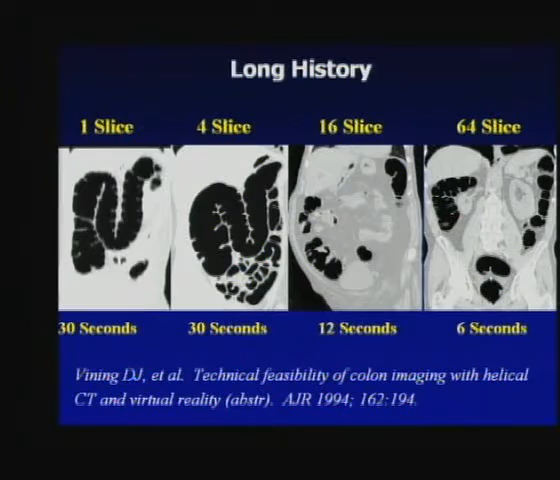 Long History
1 Slice 4 Slice 16 Slice 64 Slice
30 Seconds 30 Seconds 12 Seconds 6 Seconds
Vining DJ, et al. Technical feasibility of colon imaging with helical
CT and virtual reality (abstr). AJR 1994; 162:194.